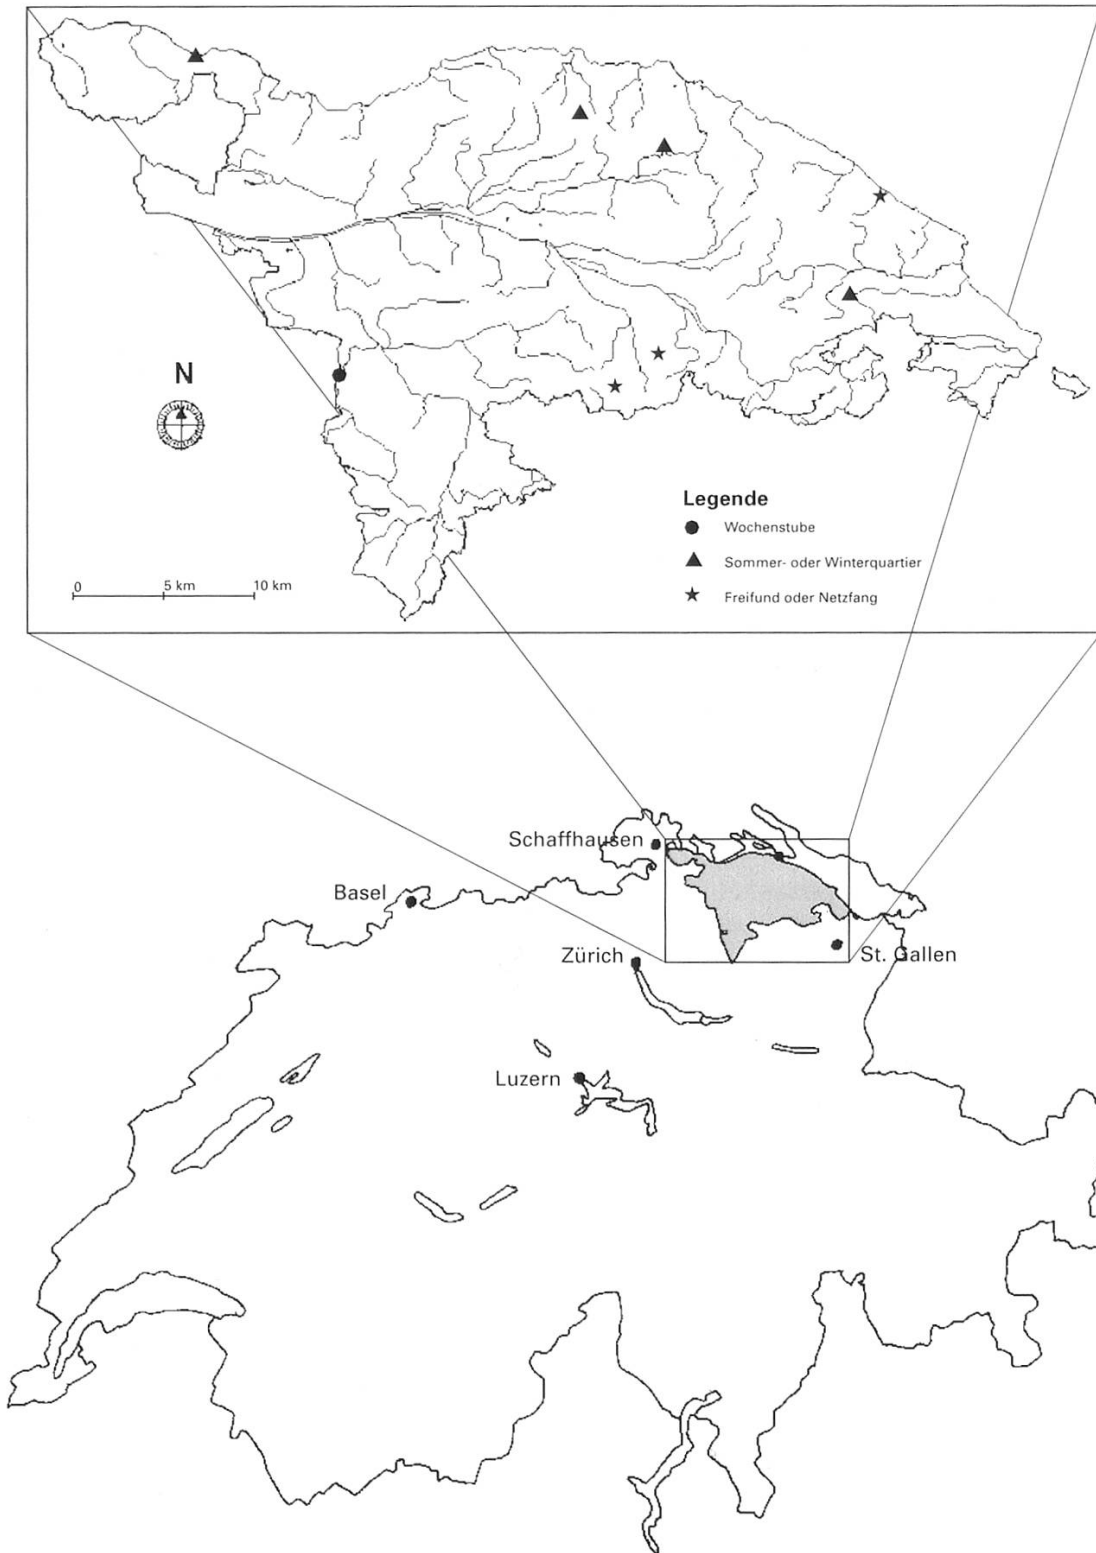 N
Legende
Wochenstube
Sommer- oder Winterquartier
Freifund oder Netzfang
0 5 km 10 km
Schaffhausen
Basel
Zürich
St. Gallen
Luzern